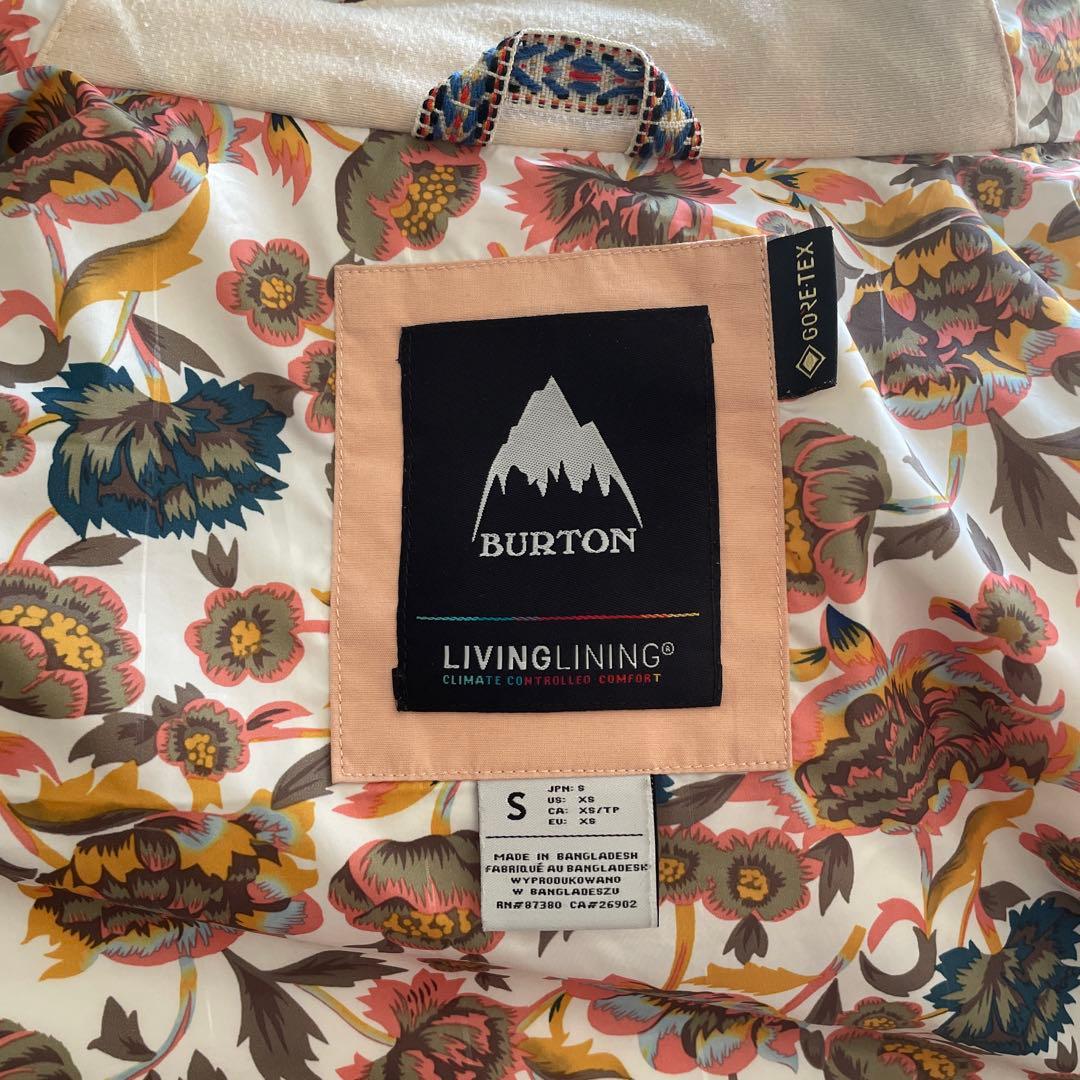 GORE-TEX
BURTON
LIVINGLINING®
CLIMATE CONTROLLED COMFORT
S
JPN: S
US: XS
CA: XS/TP
EU: XS
MADE IN BANGLADESH
FABRIQUÉ AU BANGLADESH
WYPRODUKOWANO
W BANGLADESZU
RN#87380 CA#26902